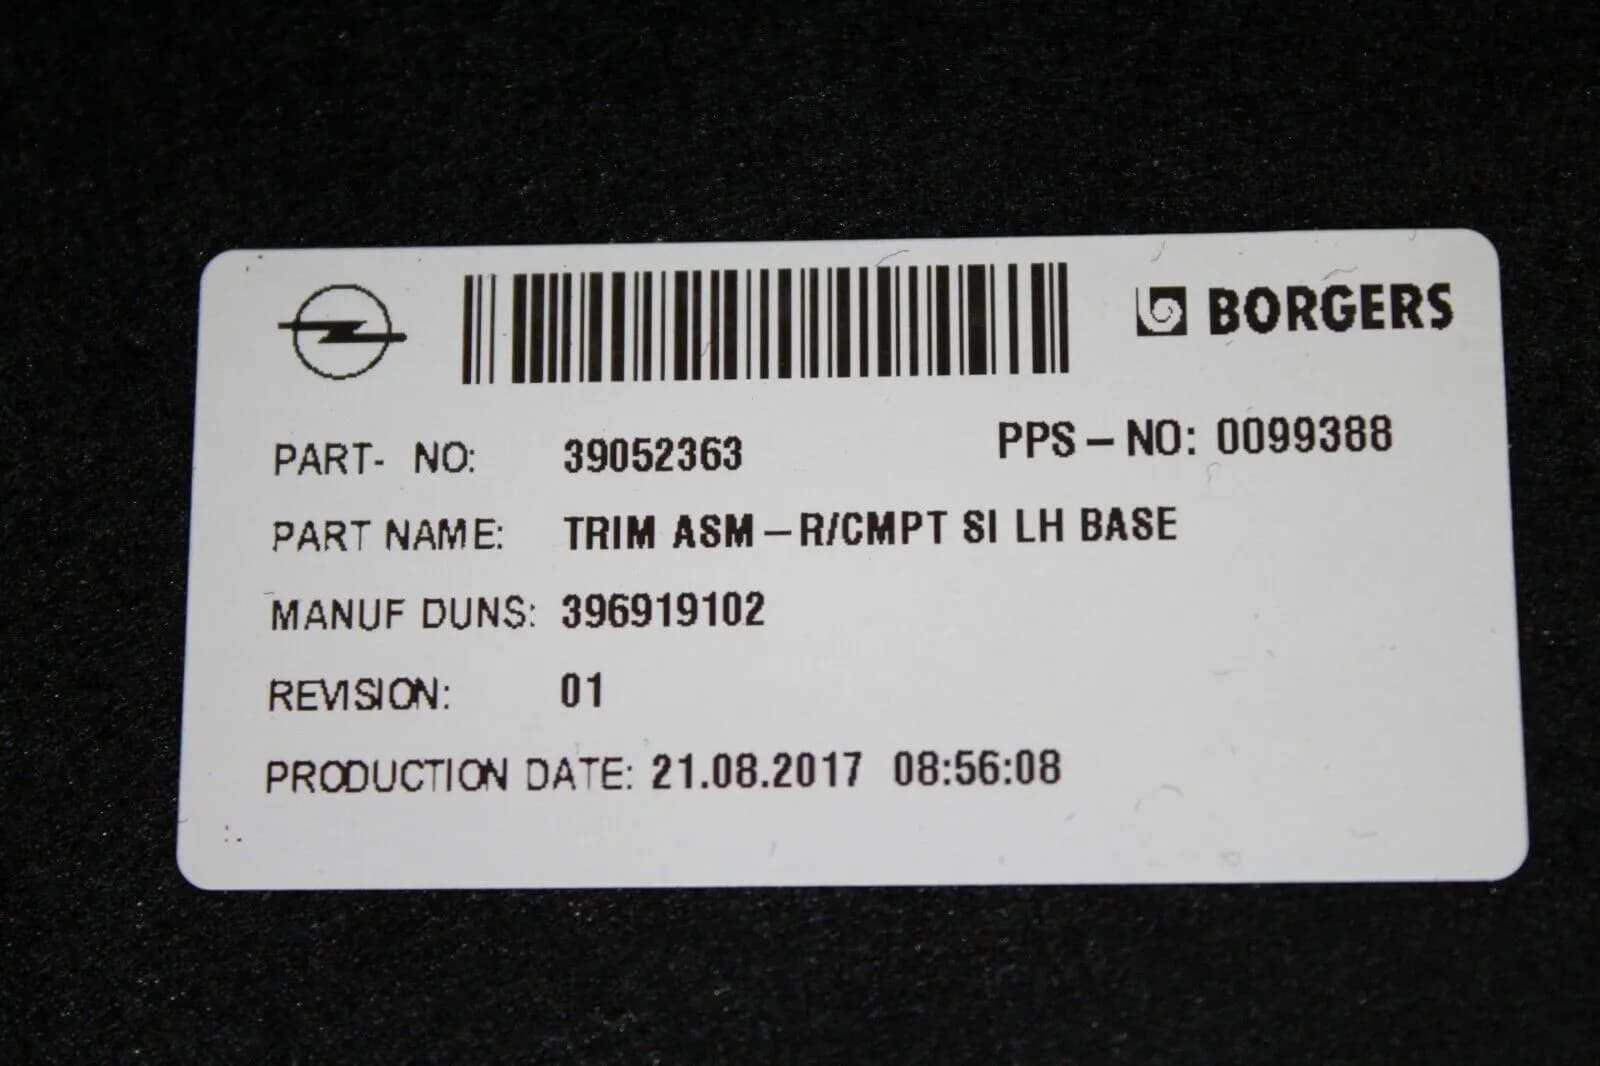 BORGERS
PART- NO: 39052363 PPS-NO: 0099388
PART NAME: TRIM ASM-R/CMPT SI LH BASE
MANUF DUNS: 396919102
REVISION: 01
PRODUCTION DATE: 21.08.2017 08:56:08